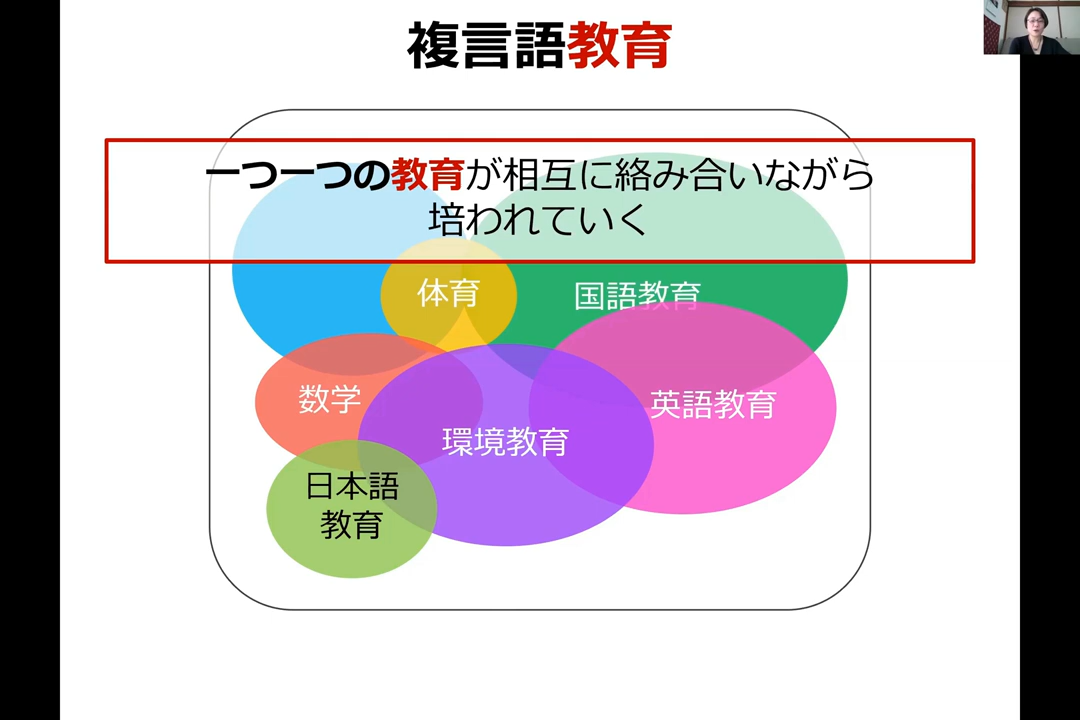 複言語教育
一つ一つの教育が相互に絡み合いながら
培われていく
体育
国語教育
数学
英語教育
環境教育
日本語
教育